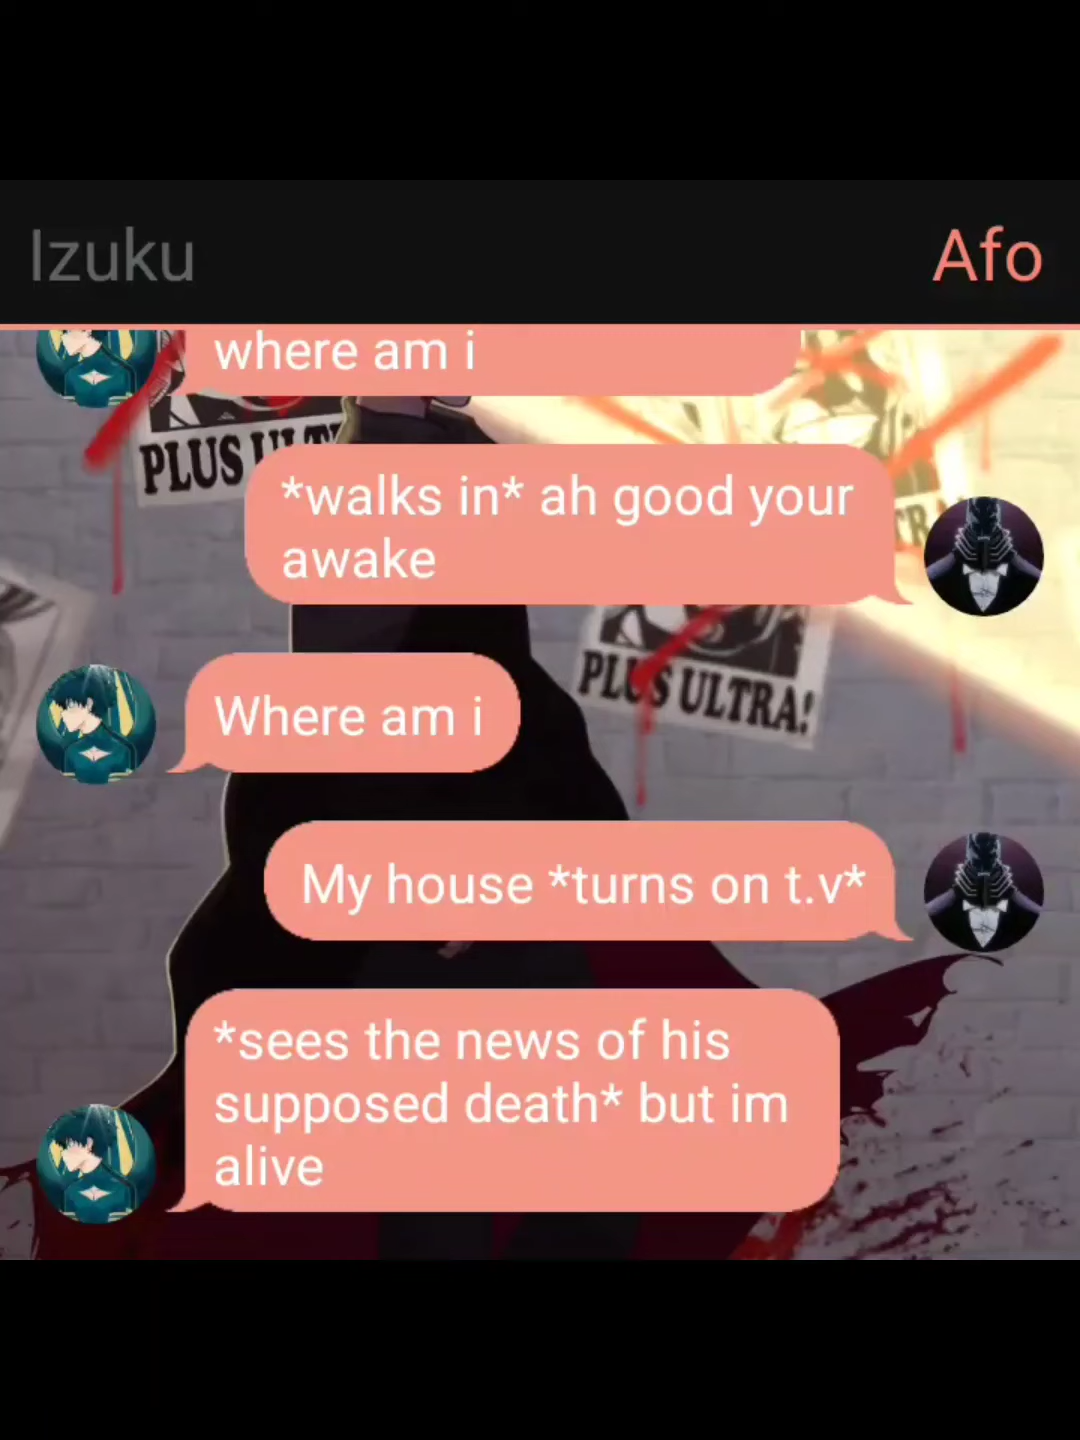 Izuku
Afo
where am i
PLUS ULT
*walks in* ah good your
awake
Where am i
PLUS ULTRA!
My house *turns on t.v*
*sees the news of his
supposed death* but im
alive